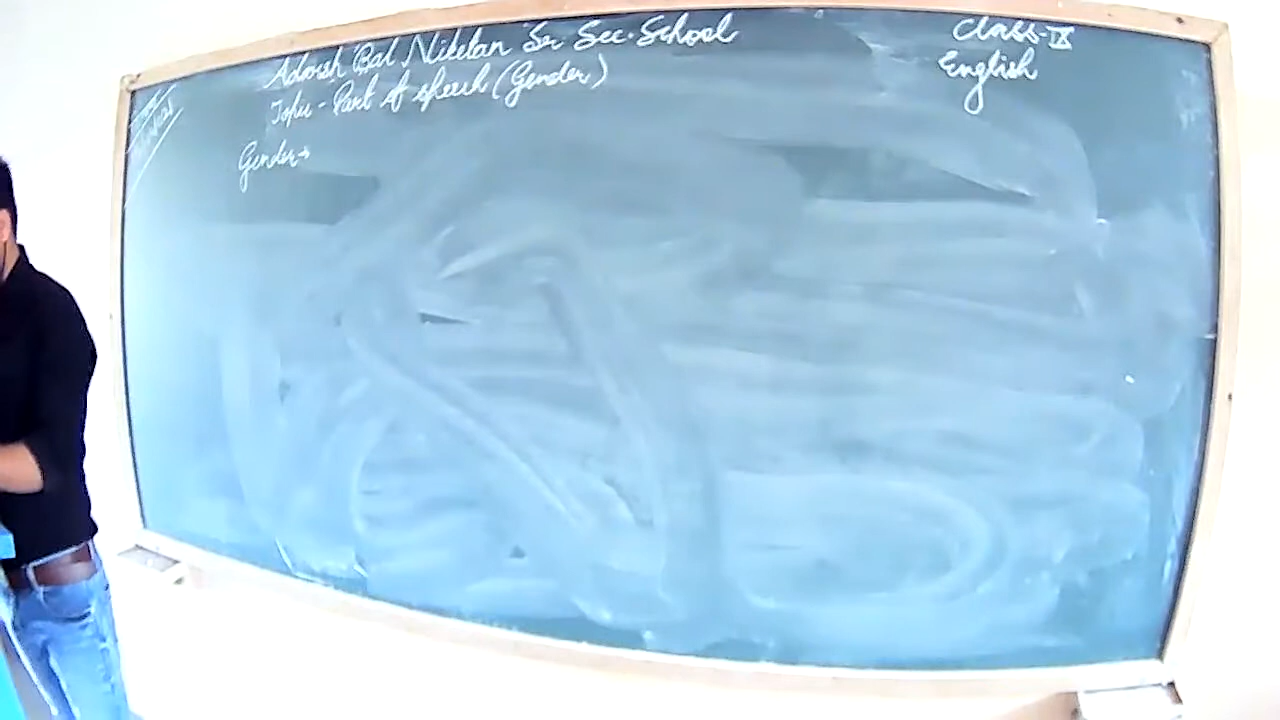 Adarsh Bal Niketan Sr. Sec. School
Class-IX
English
Topic - Part of speech (Gender)
Gender→